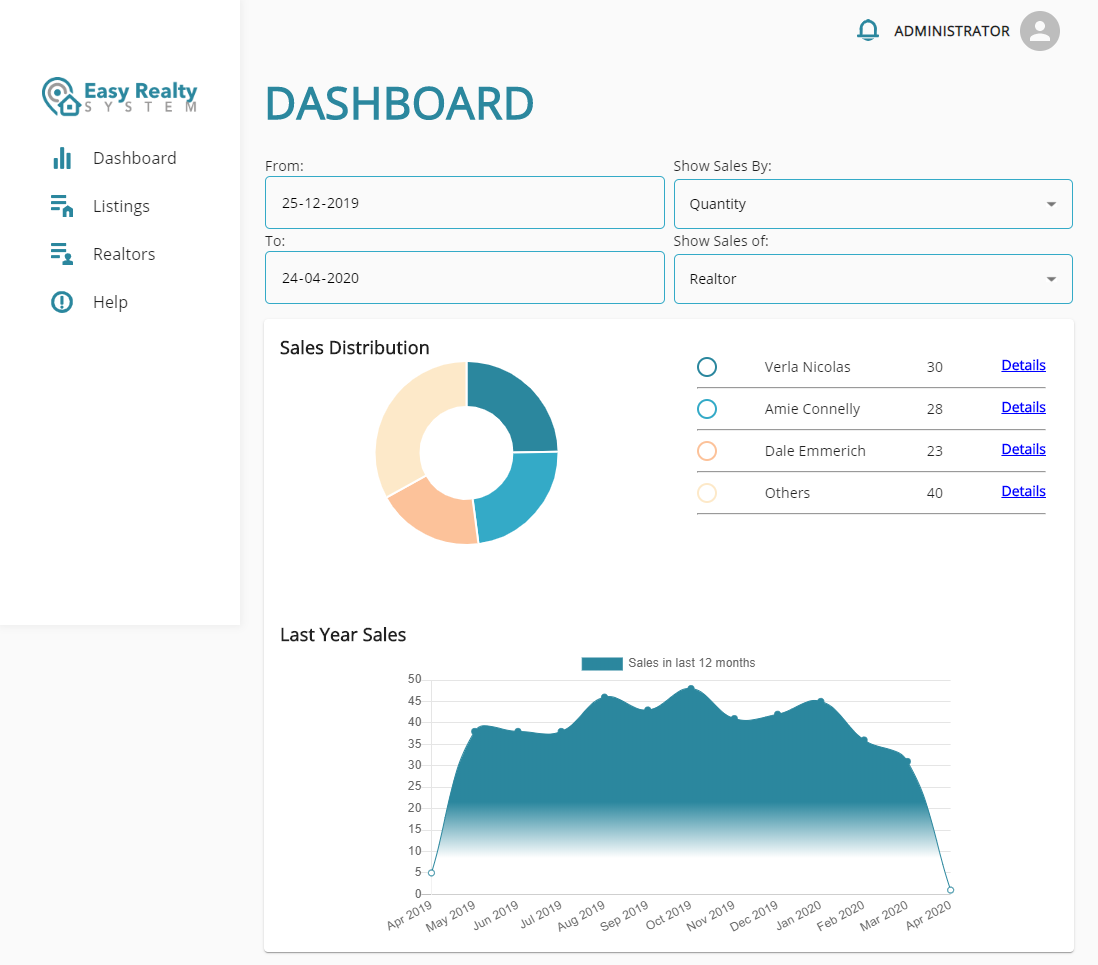 ADMINISTRATOR
Easy Realty
SYSTEM
Dashboard
Listings
Realtors
Help
DASHBOARD
From:
Show Sales By:
25-12-2019
Quantity
To:
Show Sales of:
24-04-2020
Realtor
Sales Distribution
Verla Nicolas 30 Details
Amie Connelly 28 Details
Dale Emmerich 23 Details
Others 40 Details
Last Year Sales
Sales in last 12 months
50
45
40
35
30
25
20
15
10
5
0
Apr 2019 May 2019 Jun 2019 Jul 2019 Aug 2019 Sep 2019 Oct 2019 Nov 2019 Dec 2019 Jan 2020 Feb 2020 Mar 2020 Apr 2020